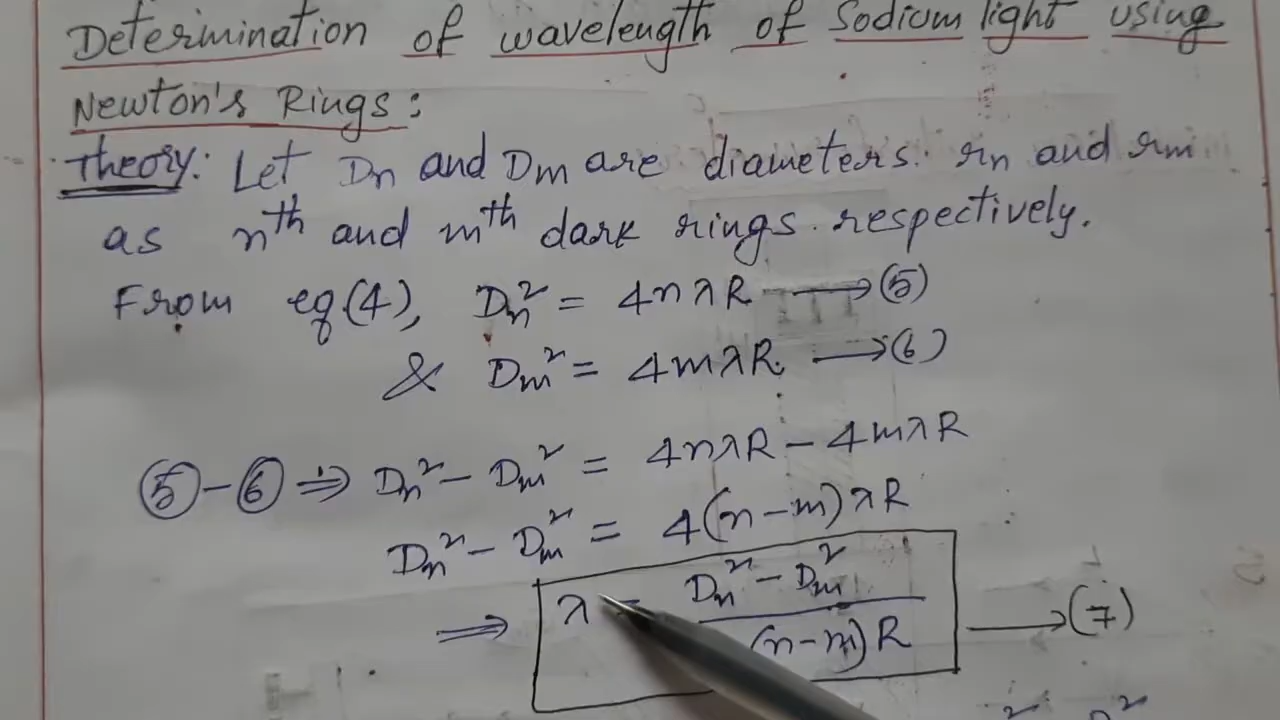 Determination of wavelength of Sodium light using
Newton's Rings:
Theory: Let Dn and Dm are diameters. rn and rm
as nth and mth dark rings. respectively.
From eq(4), Dn² = 4nλR ⟶(5)
& Dm² = 4mλR. ⟶(6)
(5)-(6) ⇒ Dn² - Dm² = 4nλR - 4mλR
Dn² - Dm² = 4(n-m)λR
⇒ λ = Dn² - Dm² / (n-m)R ⟶(7)